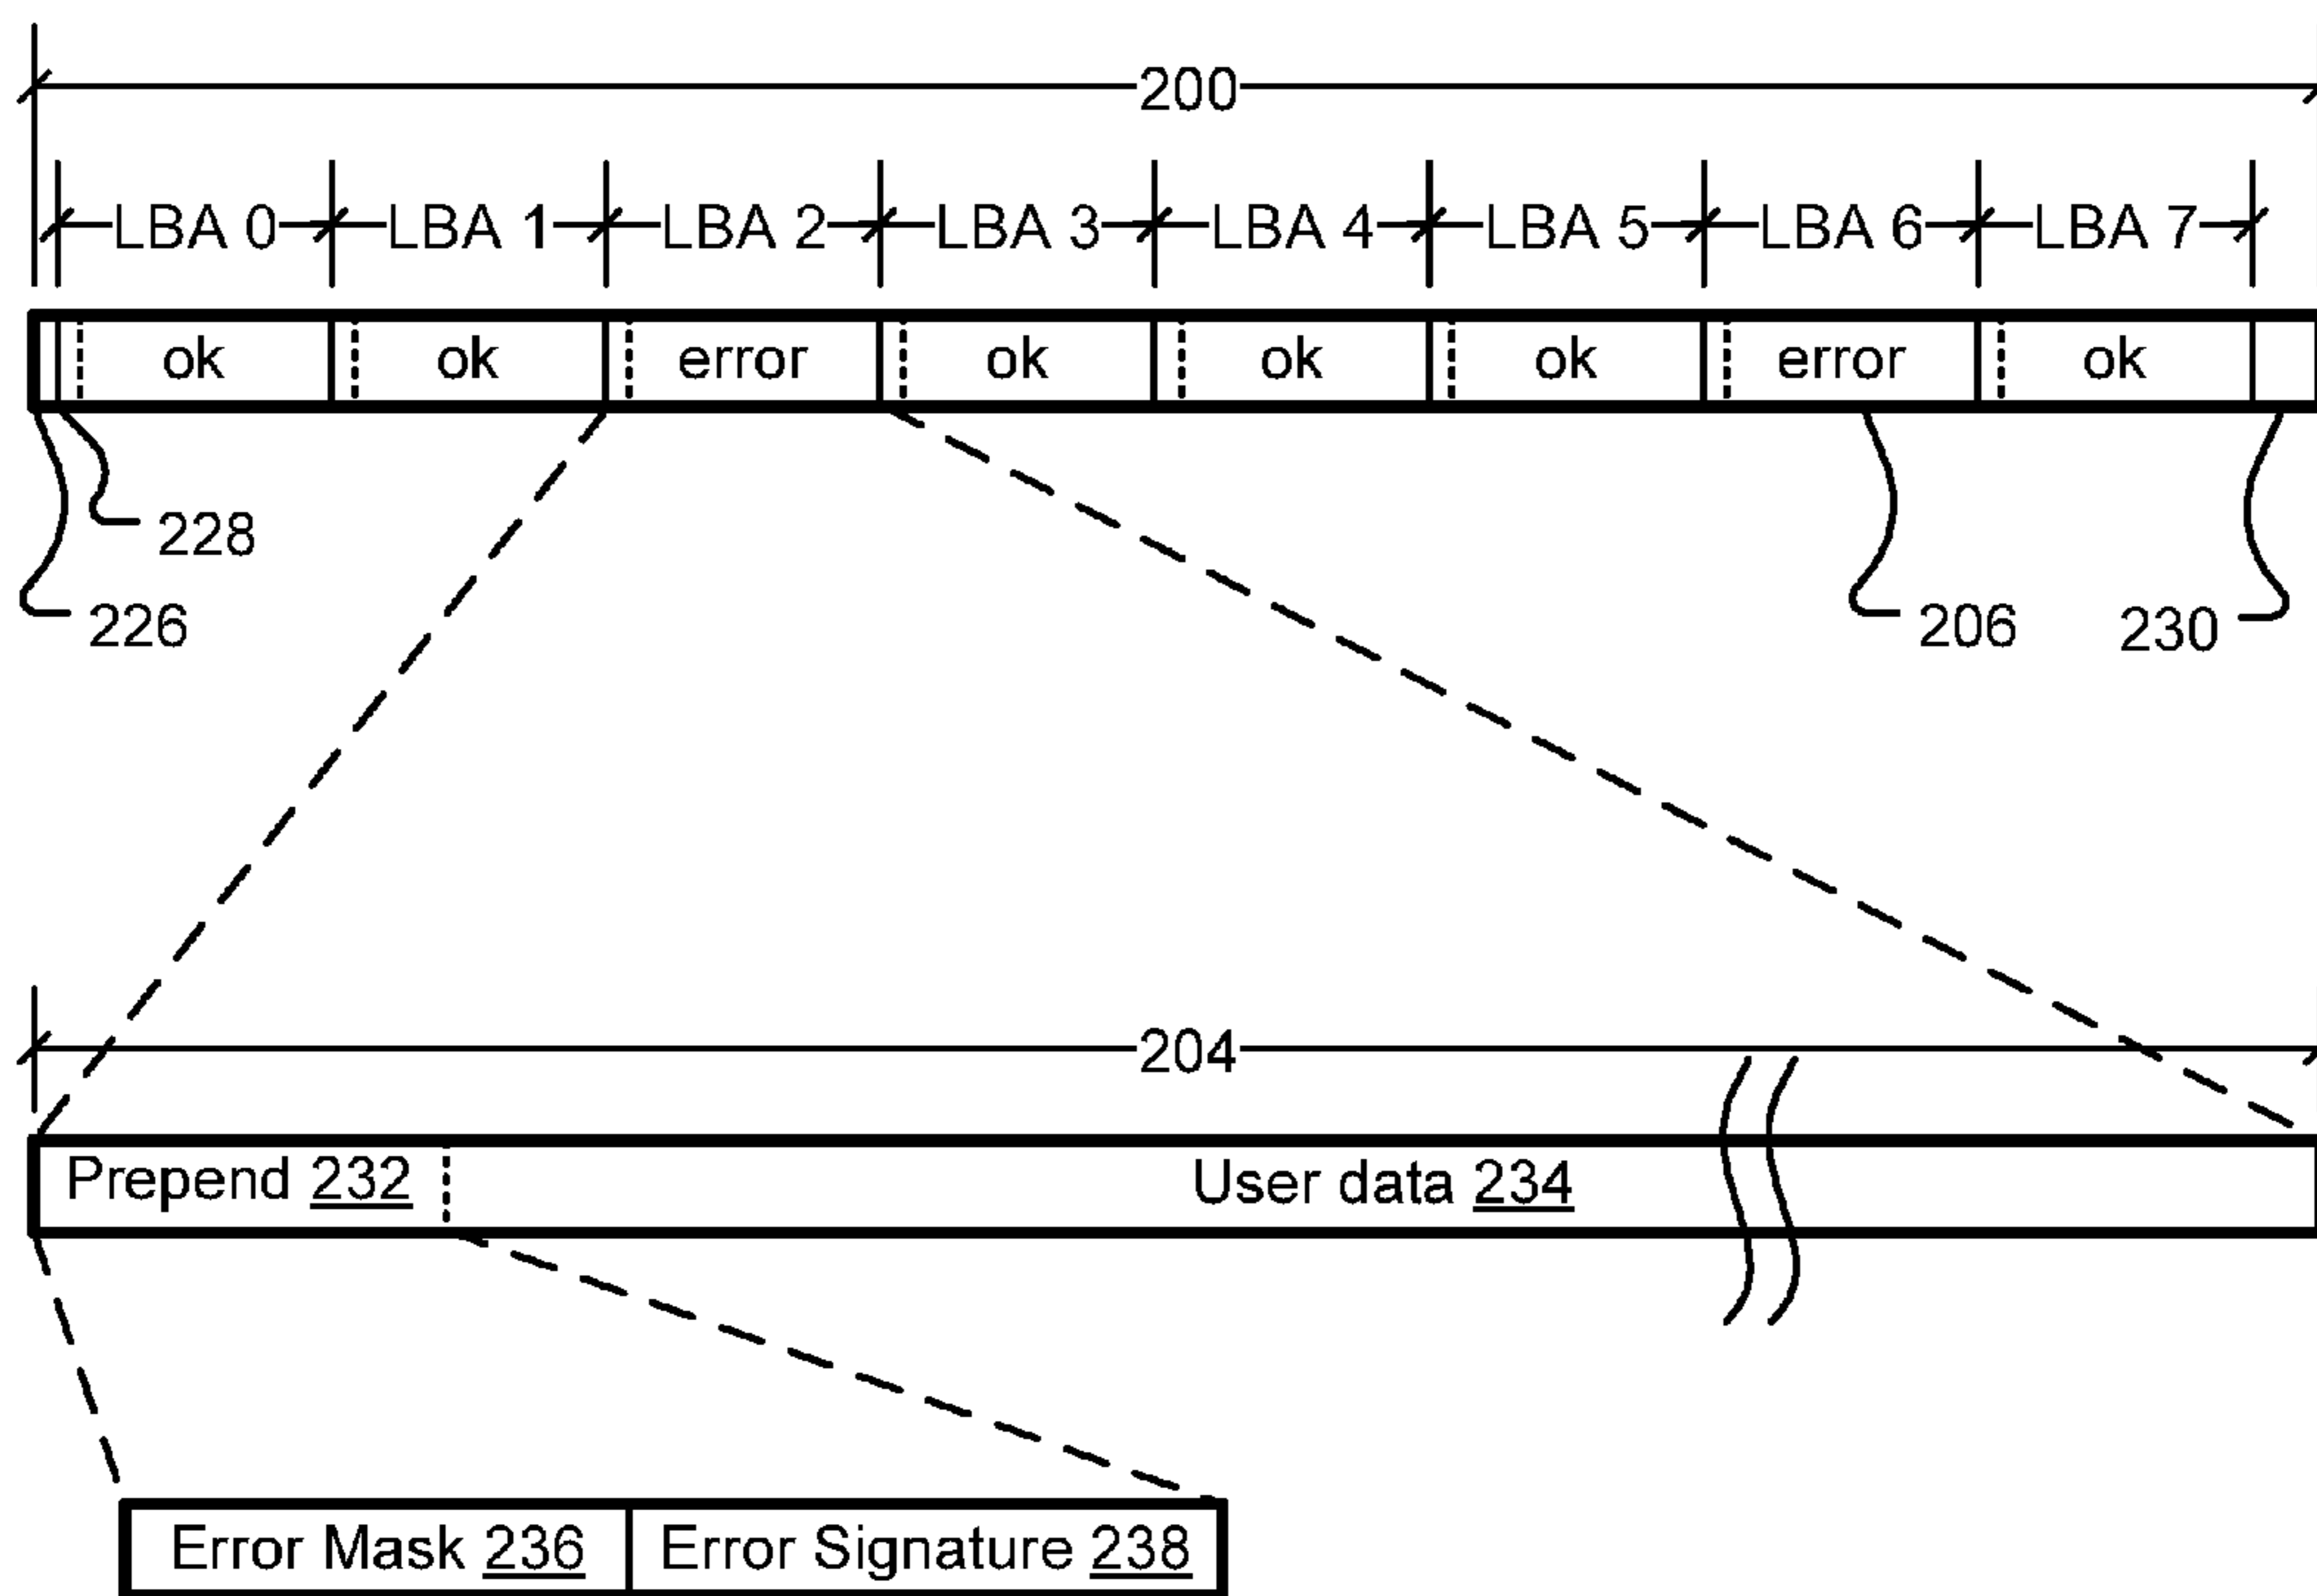 200
LBA 0 LBA 1 LBA 2 LBA 3 LBA 4 LBA 5 LBA 6 LBA 7
ok ok error ok ok ok error ok
228
226 206 230
204
Prepend 232 User data 234
Error Mask 236 Error Signature 238